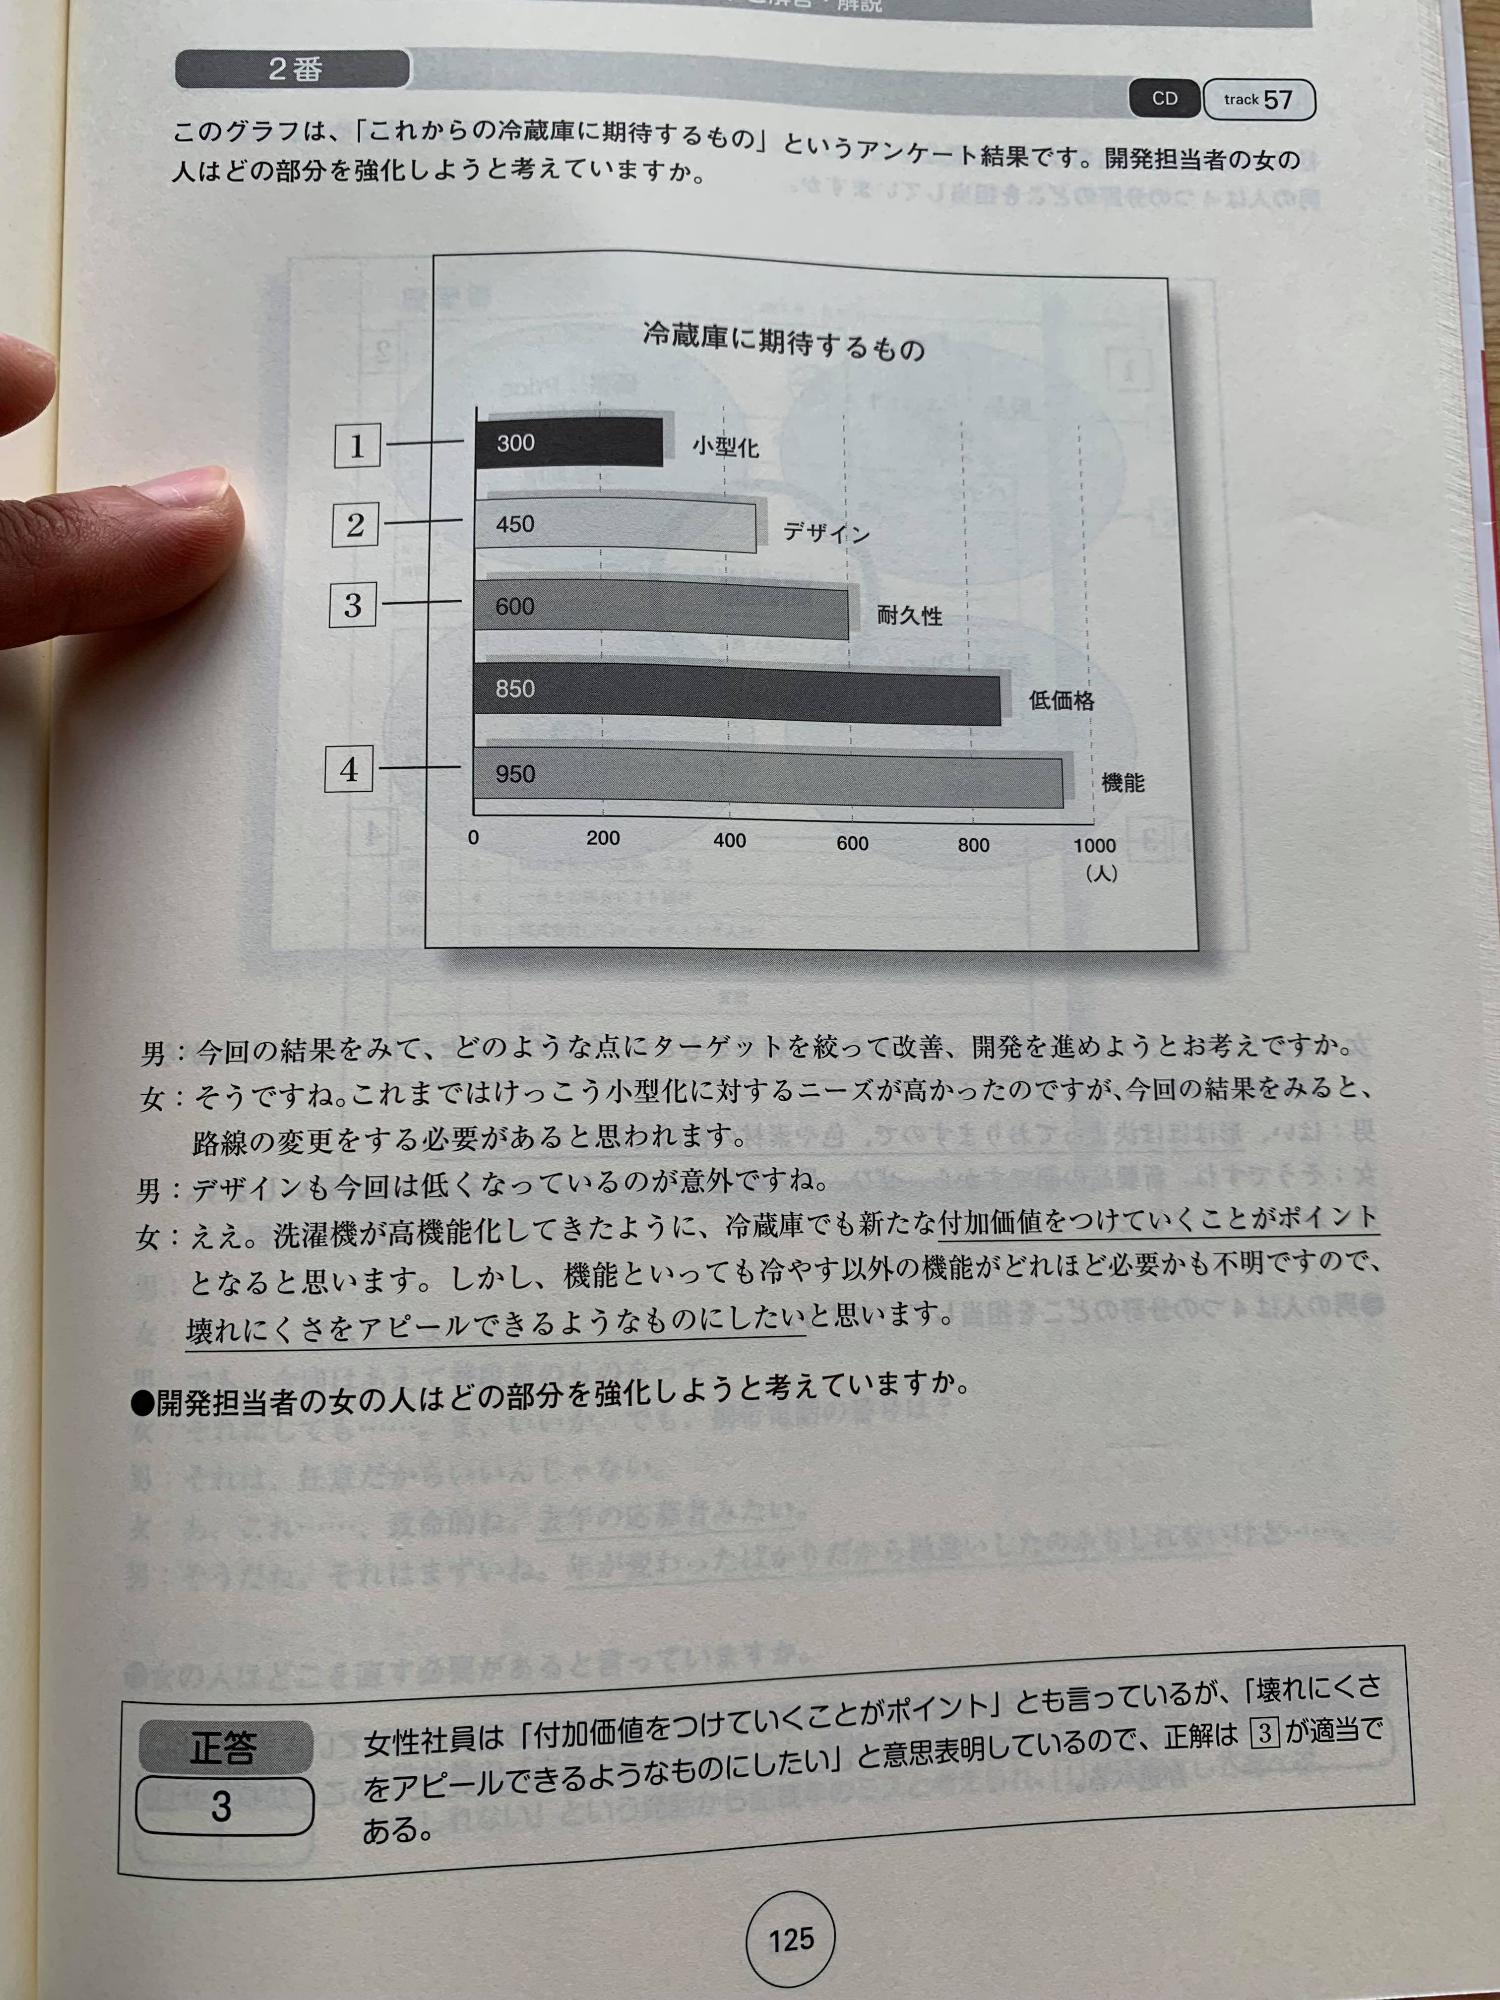 解説
2番
CD
track 57
このグラフは、「これからの冷蔵庫に期待するもの」というアンケート結果です。開発担当者の女の
人はどの部分を強化しようと考えていますか。
冷蔵庫に期待するもの
1 300 小型化
2 450 デザイン
3 600 耐久性
850 低価格
4 950 機能
0 200 400 600 800 1000
(人)
男:今回の結果をみて、どのような点にターゲットを絞って改善、開発を進めようとお考えですか。
女:そうですね。これまではけっこう小型化に対するニーズが高かったのですが、今回の結果をみると、
路線の変更をする必要があると思われます。
男:デザインも今回は低くなっているのが意外ですね。
女:ええ。洗濯機が高機能化してきたように、冷蔵庫でも新たな付加価値をつけていくことがポイント
となると思います。しかし、機能といっても冷やす以外の機能がどれほど必要かも不明ですので、
壊れにくさをアピールできるようなものにしたいと思います。
●開発担当者の女の人はどの部分を強化しようと考えていますか。
正答
3
女性社員は「付加価値をつけていくことがポイント」とも言っているが、「壊れにくさ
をアピールできるようなものにしたい」と意思表明しているので、正解は 3 が適当で
ある。
125